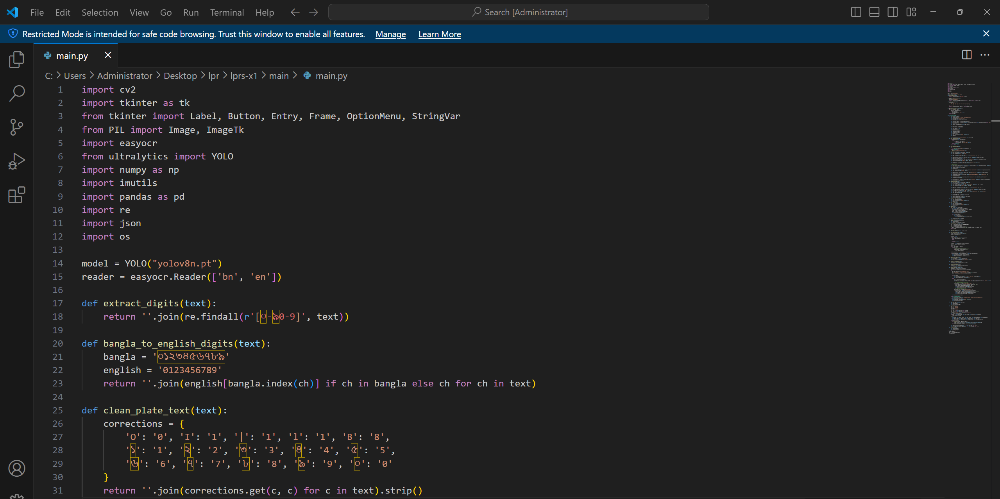 File Edit Selection View Go Run Terminal Help Search [Administrator]
Restricted Mode is intended for safe code browsing. Trust this window to enable all features. Manage Learn More
main.py
C: > Users > Administrator > Desktop > lpr > lprs-x1 > main > main.py
1 import cv2
2 import tkinter as tk
3 from tkinter import Label, Button, Entry, Frame, OptionMenu, StringVar
4 from PIL import Image, ImageTk
5 import easyocr
6 from ultralytics import YOLO
7 import numpy as np
8 import imutils
9 import pandas as pd
10 import re
11 import json
12 import os
13
14 model = YOLO("yolov8n.pt")
15 reader = easyocr.Reader(['bn', 'en'])
16
17 def extract_digits(text):
18     return ''.join(re.findall(r'[০-৯0-9]', text))
19
20 def bangla_to_english_digits(text):
21     bangla = '০১২৩৪৫৬৭৮৯'
22     english = '0123456789'
23     return ''.join(english[bangla.index(ch)] if ch in bangla else ch for ch in text)
24
25 def clean_plate_text(text):
26     corrections = {
27         'O': '0', 'I': '1', '|': '1', 'l': '1', 'B': '8',
28         '১': '1', '২': '2', '৩': '3', '৪': '4', '৫': '5',
29         '৬': '6', '৭': '7', '৮': '8', '৯': '9', '০': '0'
30     }
31     return ''.join(corrections.get(c, c) for c in text).strip()